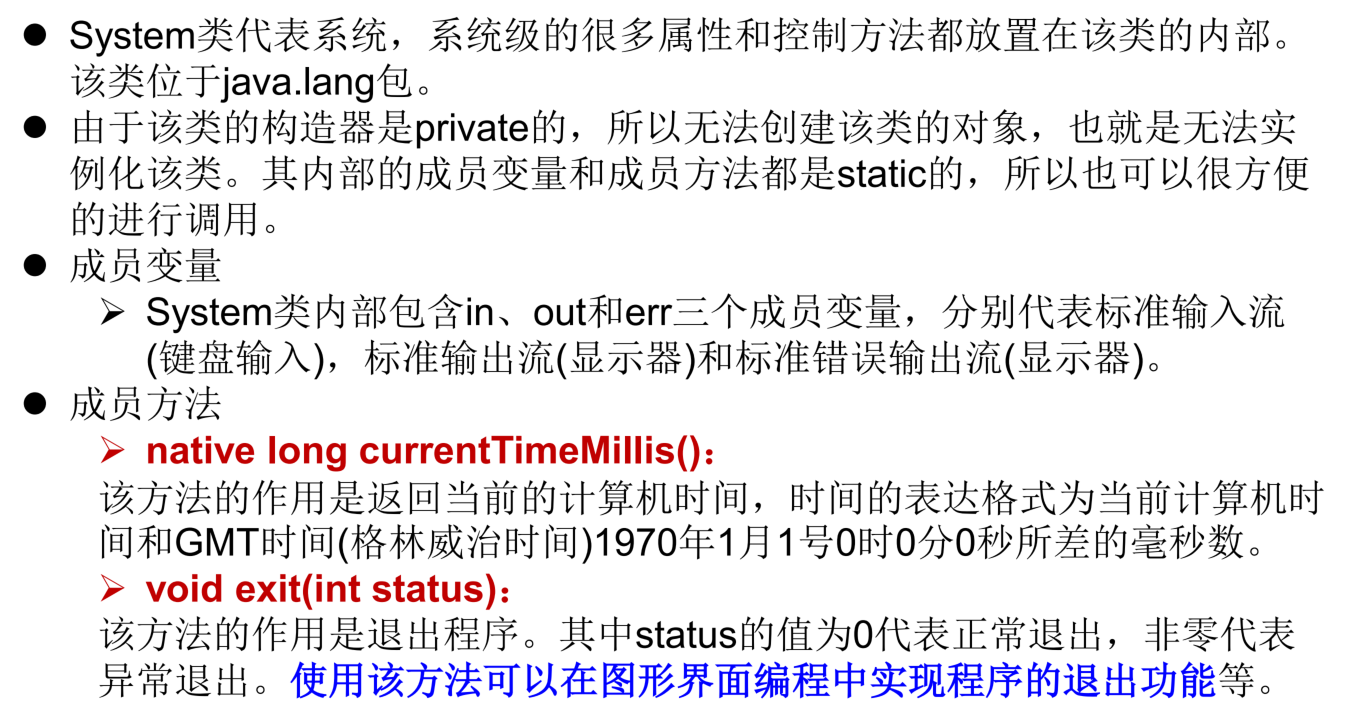 ● System类代表系统，系统级的很多属性和控制方法都放置在该类的内部。
该类位于java.lang包。
● 由于该类的构造器是private的，所以无法创建该类的对象，也就是无法实
例化该类。其内部的成员变量和成员方法都是static的，所以也可以很方便
的进行调用。
● 成员变量
➢ System类内部包含in、out和err三个成员变量，分别代表标准输入流
(键盘输入)，标准输出流(显示器)和标准错误输出流(显示器)。
● 成员方法
➢ native long currentTimeMillis()：
该方法的作用是返回当前的计算机时间，时间的表达格式为当前计算机时
间和GMT时间(格林威治时间)1970年1月1号0时0分0秒所差的毫秒数。
➢ void exit(int status)：
该方法的作用是退出程序。其中status的值为0代表正常退出，非零代表
异常退出。使用该方法可以在图形界面编程中实现程序的退出功能等。